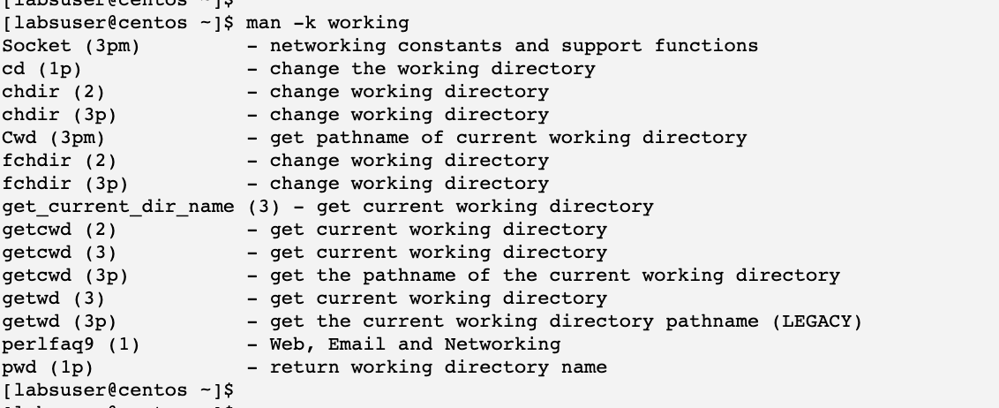 [labsuser@centos ~]$
[labsuser@centos ~]$ man -k working
Socket (3pm)         - networking constants and support functions
cd (1p)              - change the working directory
chdir (2)            - change working directory
chdir (3p)           - change working directory
Cwd (3pm)            - get pathname of current working directory
fchdir (2)           - change working directory
fchdir (3p)          - change working directory
get_current_dir_name (3) - get current working directory
getcwd (2)           - get current working directory
getcwd (3)           - get current working directory
getcwd (3p)          - get the pathname of the current working directory
getwd (3)            - get current working directory
getwd (3p)           - get the current working directory pathname (LEGACY)
perlfaq9 (1)         - Web, Email and Networking
pwd (1p)             - return working directory name
[labsuser@centos ~]$